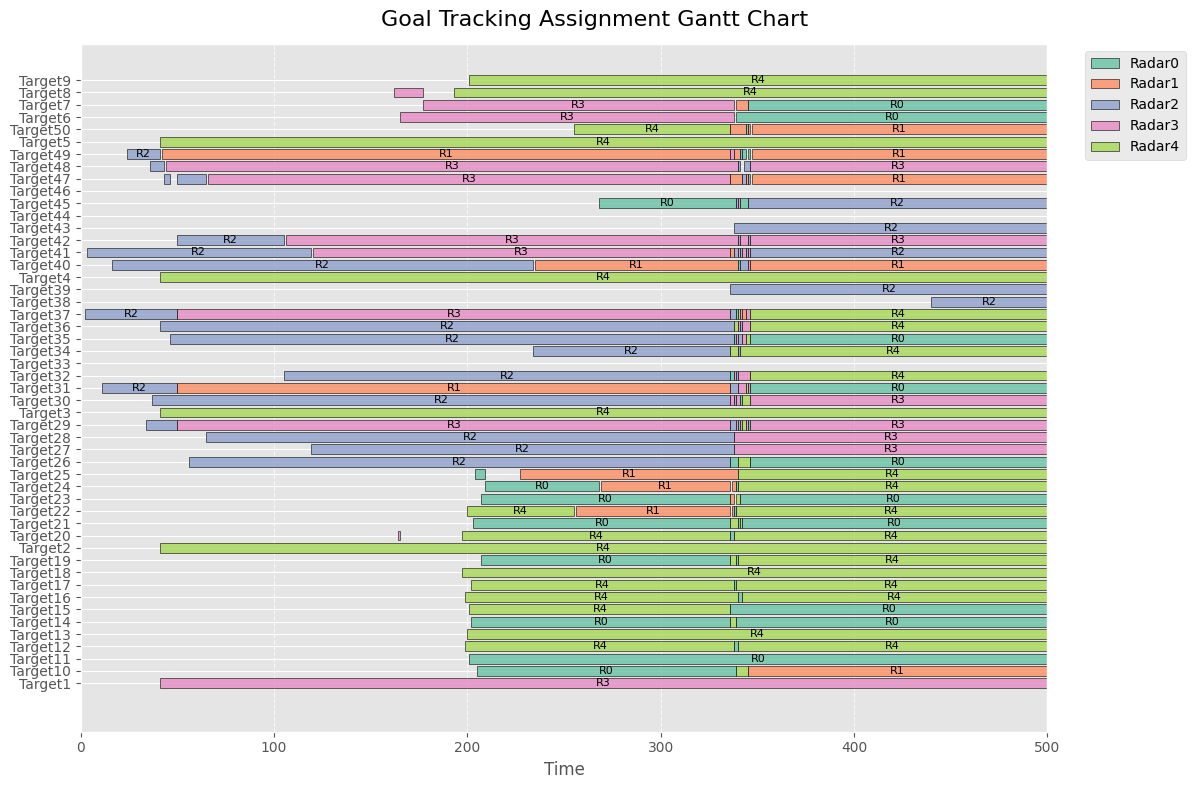 Goal Tracking Assignment Gantt Chart
Radar0
Radar1
Radar2
Radar3
Radar4
Target9 R4
Target8 R4
Target7 R3 R0
Target6 R3 R0
Target50 R4 R1
Target5 R4
Target49 R2 R1 R1
Target48 R3 R3
Target47 R3 R1
Target46
Target45 R0 R2
Target44
Target43 R2
Target42 R2 R3 R3
Target41 R2 R3 R2
Target40 R2 R1 R1
Target4 R4
Target39 R2
Target38 R2
Target37 R2 R3 R4
Target36 R2 R4
Target35 R2 R0
Target34 R2 R4
Target33
Target32 R2 R4
Target31 R2 R1 R0
Target30 R2 R3
Target3 R4
Target29 R3 R3
Target28 R2 R3
Target27 R2 R3
Target26 R2 R0
Target25 R1 R4
Target24 R0 R1 R4
Target23 R0 R0
Target22 R4 R1 R4
Target21 R0 R0
Target20 R4 R4
Target2 R4
Target19 R0 R4
Target18 R4
Target17 R4 R4
Target16 R4 R4
Target15 R4 R0
Target14 R0 R0
Target13 R4
Target12 R4 R4
Target11 R0
Target10 R0 R1
Target1 R3
0 100 200 300 400 500
Time